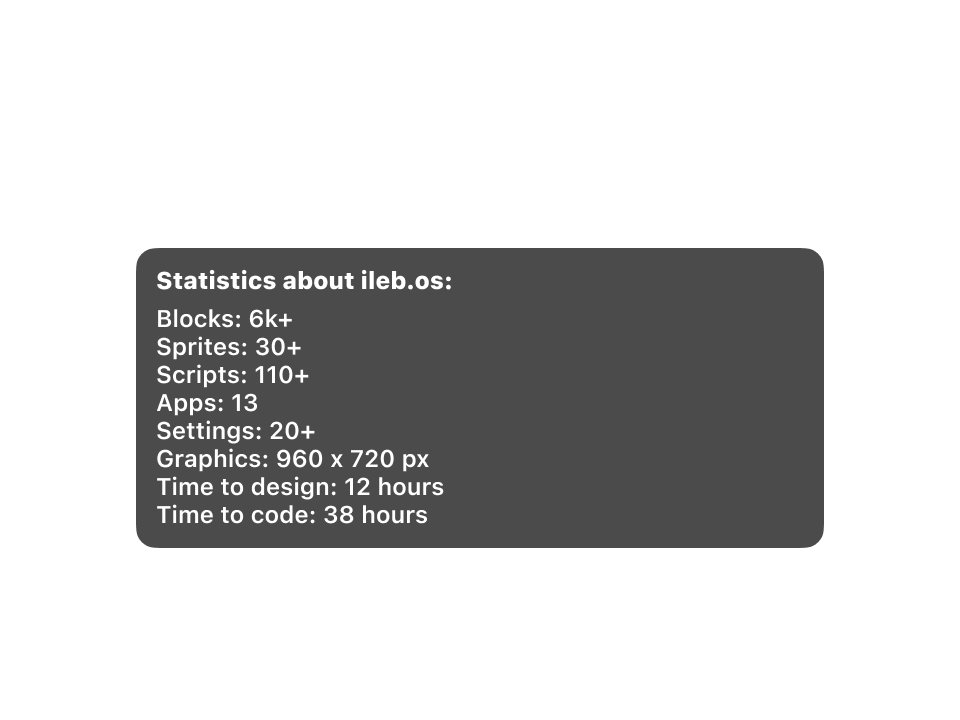 Statistics about ileb.os:
Blocks: 6k+
Sprites: 30+
Scripts: 110+
Apps: 13
Settings: 20+
Graphics: 960 x 720 px
Time to design: 12 hours
Time to code: 38 hours